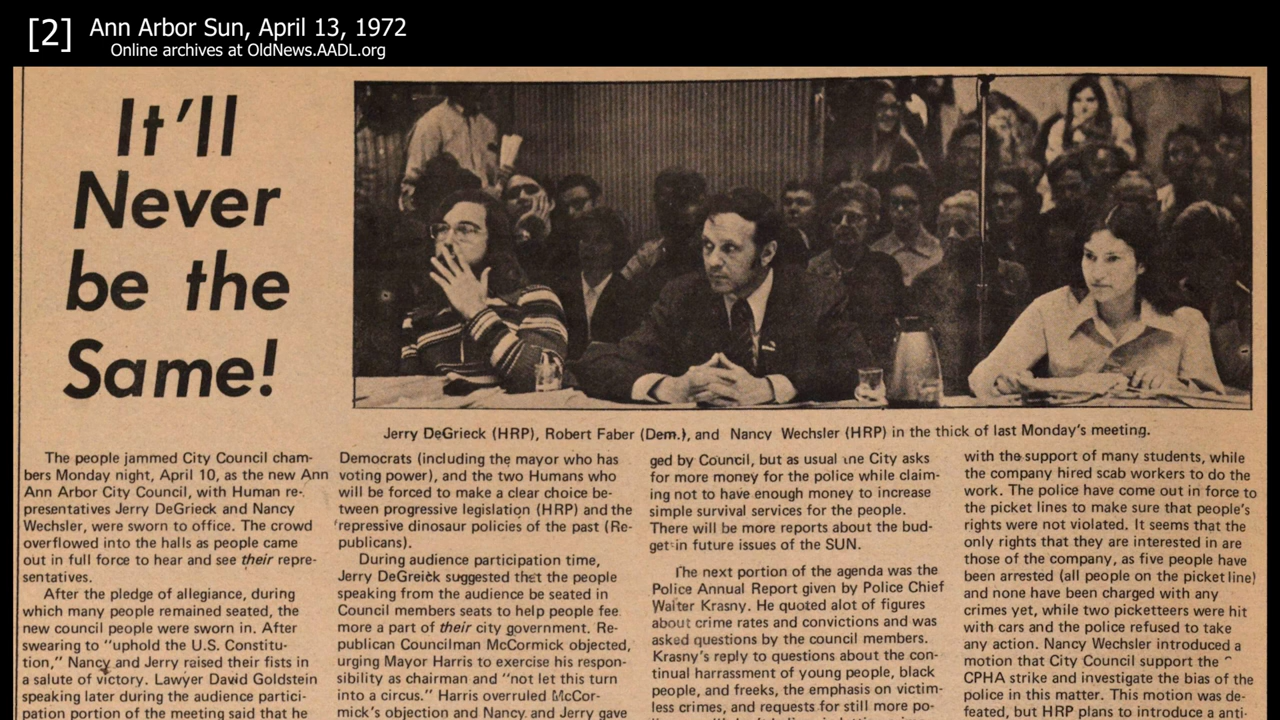 [2] Ann Arbor Sun, April 13, 1972
Online archives at OldNews.AADL.org
It'll
Never
be the
Same!
Jerry DeGrieck (HRP), Robert Faber (Dem.), and Nancy Wechsler (HRP) in the thick of last Monday's meeting.
The people jammed City Council cham-
bers Monday night, April 10, as the new Ann
Ann Arbor City Council, with Human re-
presentatives Jerry DeGrieck and Nancy
Wechsler, were sworn to office. The crowd
overflowed into the halls as people came
out in full force to hear and see their repre-
sentatives.
After the pledge of allegiance, during
which many people remained seated, the
new council people were sworn in. After
swearing to "uphold the U.S. Constitu-
tion," Nancy and Jerry raised their fists in
a salute of victory. Lawyer David Goldstein
speaking later during the audience partici-
pation portion of the meeting said that he
Democrats (including the mayor who has
voting power), and the two Humans who
will be forced to make a clear choice be-
tween progressive legislation (HRP) and the
repressive dinosaur policies of the past (Re-
publicans).
During audience participation time,
Jerry DeGreick suggested that the people
speaking from the audience be seated in
Council members seats to help people fee
more a part of their city government. Re-
publican Councilman McCormick objected,
urging Mayor Harris to exercise his respon-
sibility as chairman and "not let this turn
into a circus." Harris overruled McCor-
mick's objection and Nancy and Jerry gave
ged by Council, but as usual the City asks
for more money for the police while claim-
ing not to have enough money to increase
simple survival services for the people.
There will be more reports about the bud-
get in future issues of the SUN.
The next portion of the agenda was the
Police Annual Report given by Police Chief
Walter Krasny. He quoted alot of figures
about crime rates and convictions and was
asked questions by the council members.
Krasny's reply to questions about the con-
tinual harrassment of young people, black
people, and freeks, the emphasis on victim-
less crimes, and requests for still more po-
with the support of many students, while
the company hired scab workers to do the
work. The police have come out in force to
the picket lines to make sure that people's
rights were not violated. It seems that the
only rights that they are interested in are
those of the company, as five people have
been arrested (all people on the picket line)
and none have been charged with any
crimes yet, while two picketteers were hit
with cars and the police refused to take
any action. Nancy Wechsler introduced a
motion that City Council support the
CPHA strike and investigate the bias of the
police in this matter. This motion was de-
feated, but HRP plans to introduce a anti-